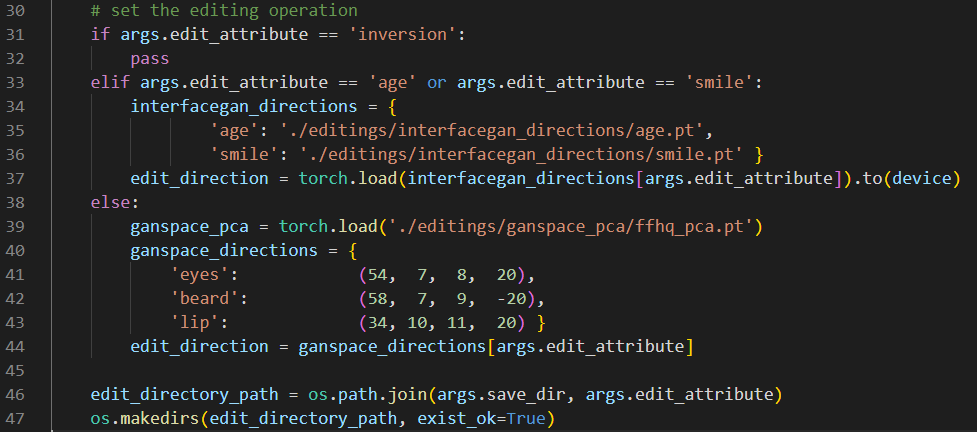 30 # set the editing operation
31 if args.edit_attribute == 'inversion':
32 pass
33 elif args.edit_attribute == 'age' or args.edit_attribute == 'smile':
34 interfacegan_directions = {
35 'age': './editings/interfacegan_directions/age.pt',
36 'smile': './editings/interfacegan_directions/smile.pt' }
37 edit_direction = torch.load(interfacegan_directions[args.edit_attribute]).to(device)
38 else:
39 ganspace_pca = torch.load('./editings/ganspace_pca/ffhq_pca.pt')
40 ganspace_directions = {
41 'eyes': (54, 7, 8, 20),
42 'beard': (58, 7, 9, -20),
43 'lip': (34, 10, 11, 20) }
44 edit_direction = ganspace_directions[args.edit_attribute]
45
46 edit_directory_path = os.path.join(args.save_dir, args.edit_attribute)
47 os.makedirs(edit_directory_path, exist_ok=True)